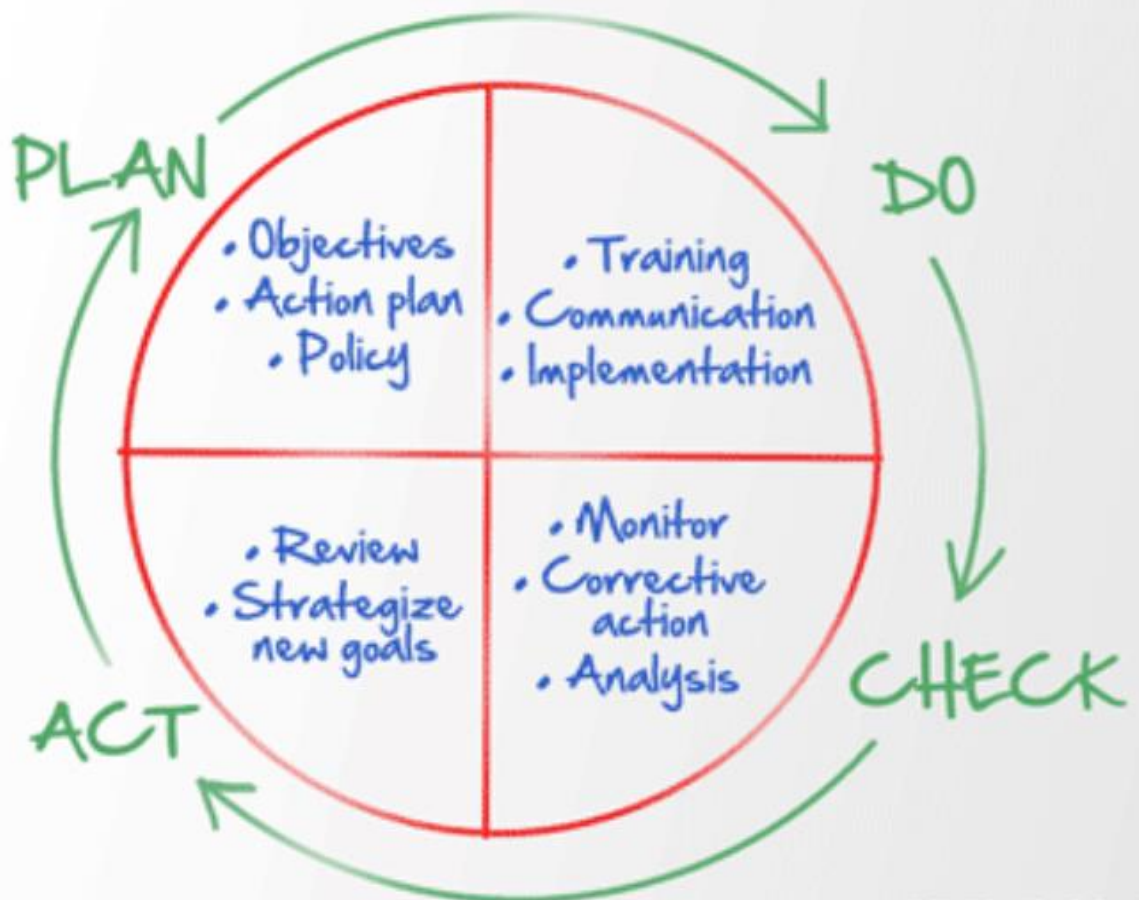 PLAN
• Objectives
• Action plan
• Policy
DO
• Training
• Communication
• Implementation
CHECK
• Monitor
• Corrective
action
• Analysis
ACT
• Review
• Strategize
new goals